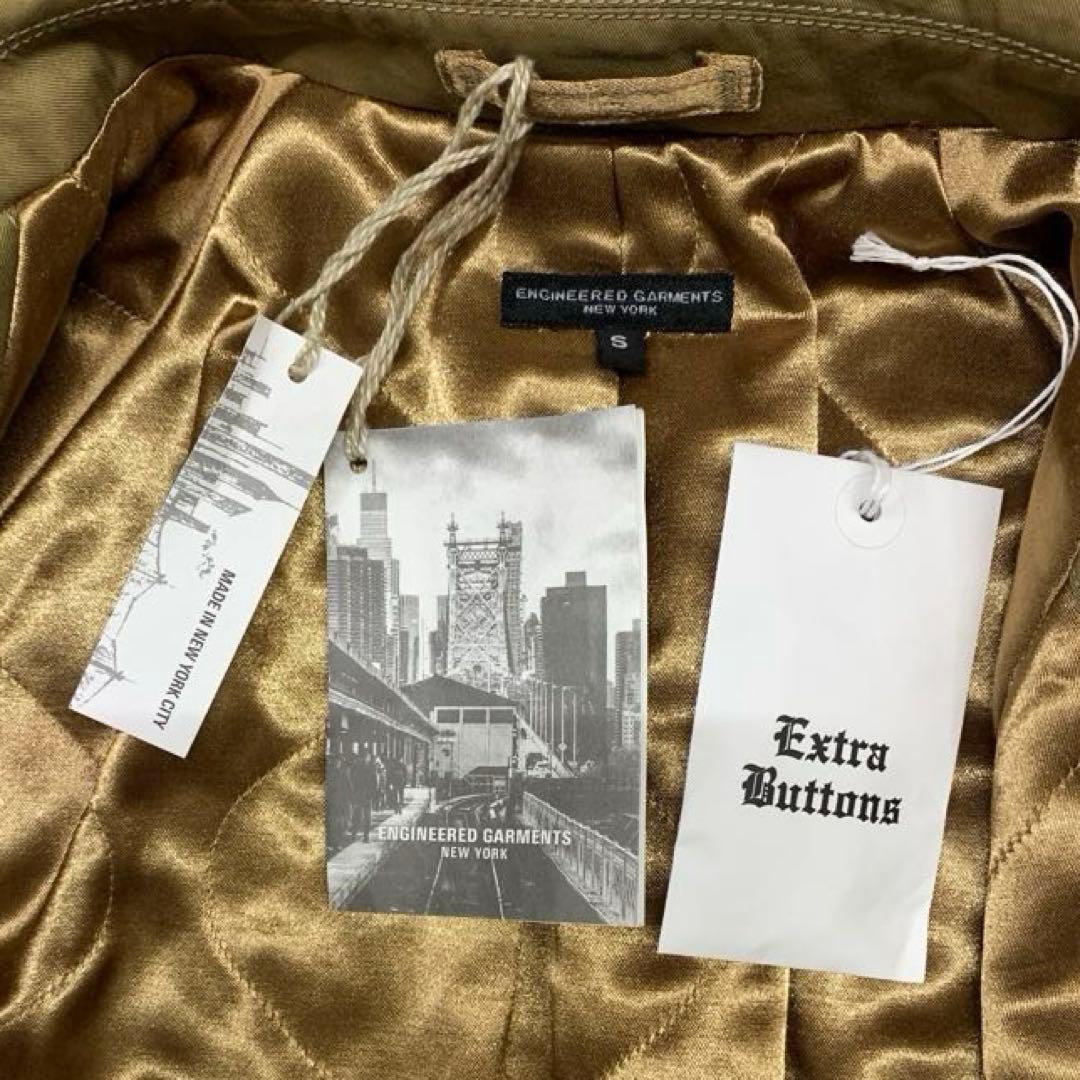 ENGINEERED GARMENTS
NEW YORK
S
MADE IN NEW YORK CITY
ENGINEERED GARMENTS
NEW YORK
Extra
Buttons